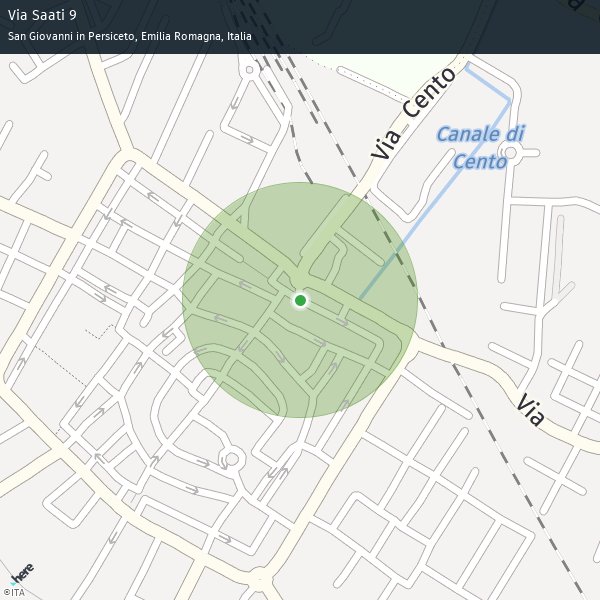 Via Saati 9
San Giovanni in Persiceto, Emilia Romagna, Italia
Via Cento
Canale di
Cento
Via
here
©ITA